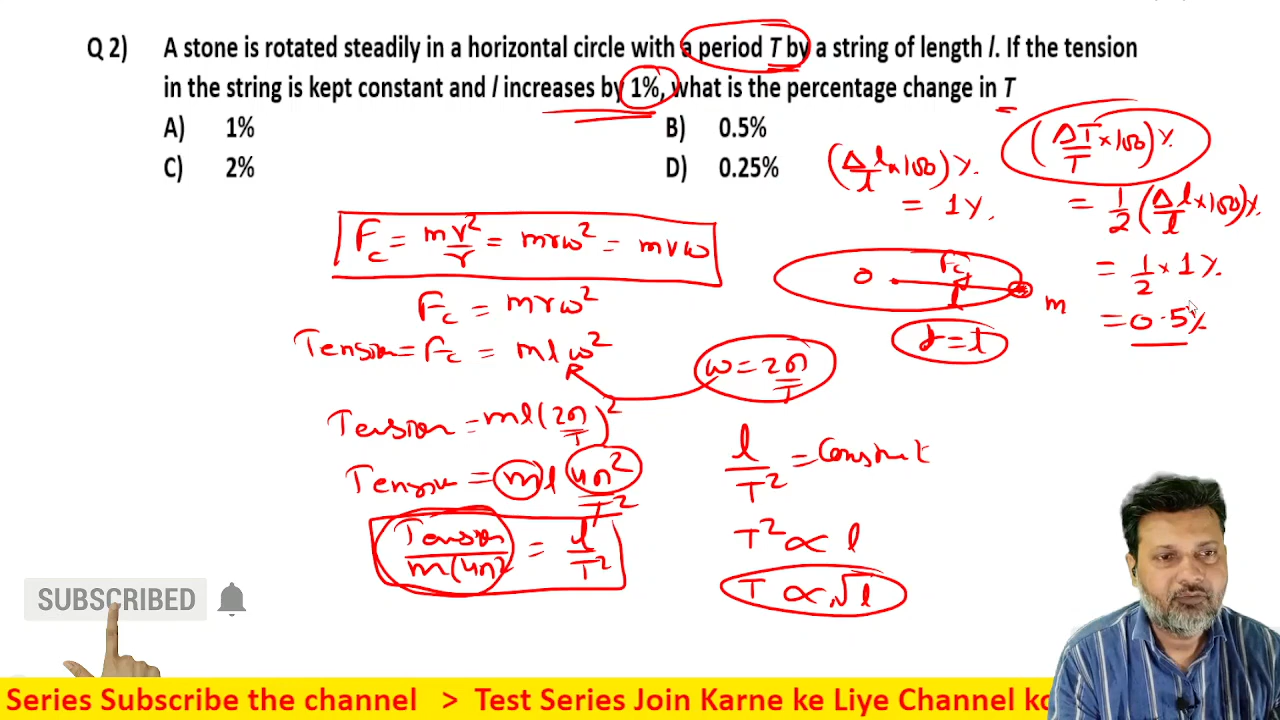 Q 2) A stone is rotated steadily in a horizontal circle with a period T by a string of length l. If the tension
in the string is kept constant and l increases by 1%, what is the percentage change in T
A) 1% B) 0.5%
C) 2% D) 0.25%
(Δl/l × 100) %
= 1 %
(ΔT/T × 100) %
= 1/2 (Δl/l × 100) %
= 1/2 × 1 %
= 0.5 %
Fc = mv²/r = mrω² = mvω
Fc = mrω²
Tension = Fc = mlω²
ω = 2π/T
Tension = ml(2π/T)²
Tension = ml 4π²/T²
Tension/m(4π²) = l/T²
O Fc l m
r = l
l/T² = Constant
T² ∝ l
T ∝ √l
SUBSCRIBED
Series Subscribe the channel > Test Series Join Karne ke Liye Channel ko